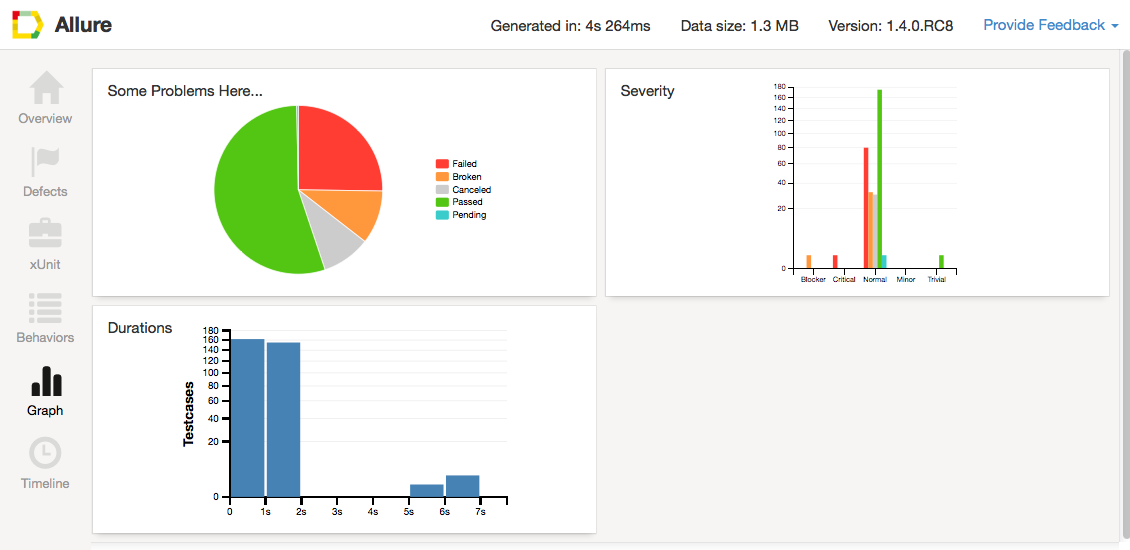 Allure
Generated in: 4s 264ms
Data size: 1.3 MB
Version: 1.4.0.RC8
Provide Feedback
Overview
Defects
xUnit
Behaviors
Graph
Timeline
Some Problems Here...
Failed
Broken
Canceled
Passed
Pending
Severity
180
160
140
120
100
80
60
40
20
0
Blocker Critical Normal Minor Trivial
Durations
Testcases
180
160
140
120
100
80
60
40
20
0
0 1s 2s 3s 4s 5s 6s 7s